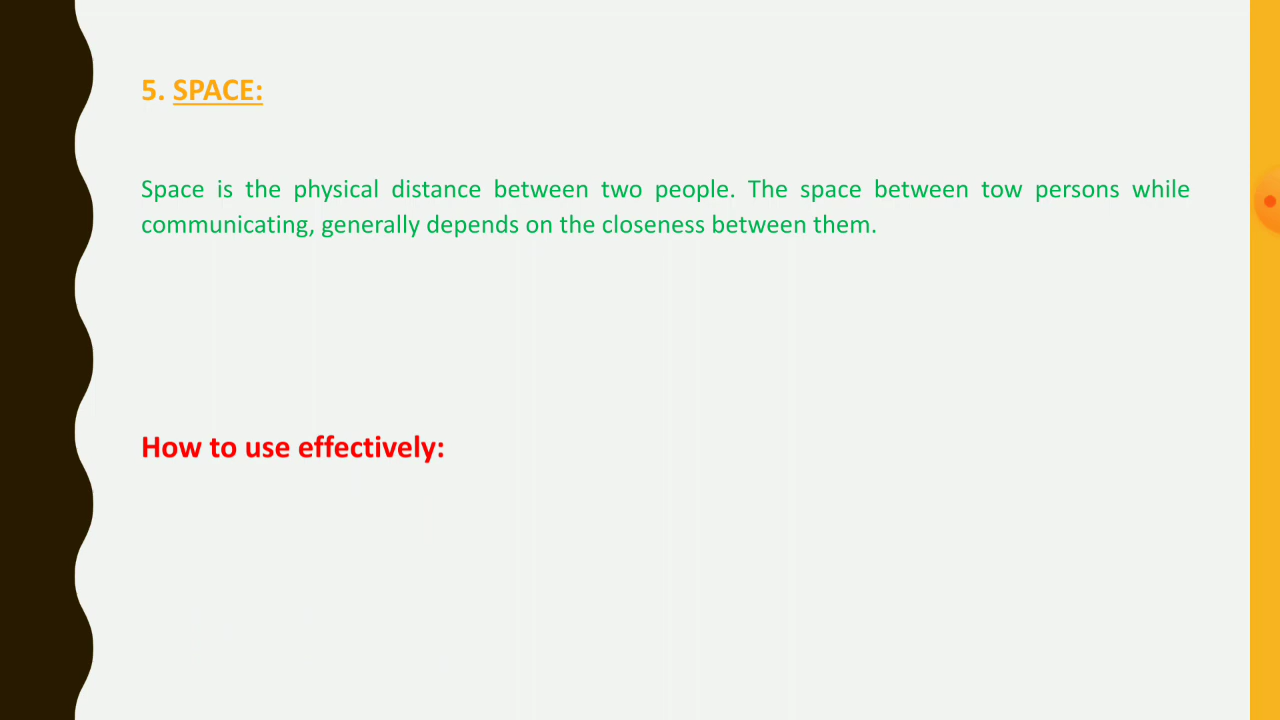 5. SPACE:
Space is the physical distance between two people. The space between tow persons while
communicating, generally depends on the closeness between them.
How to use effectively: